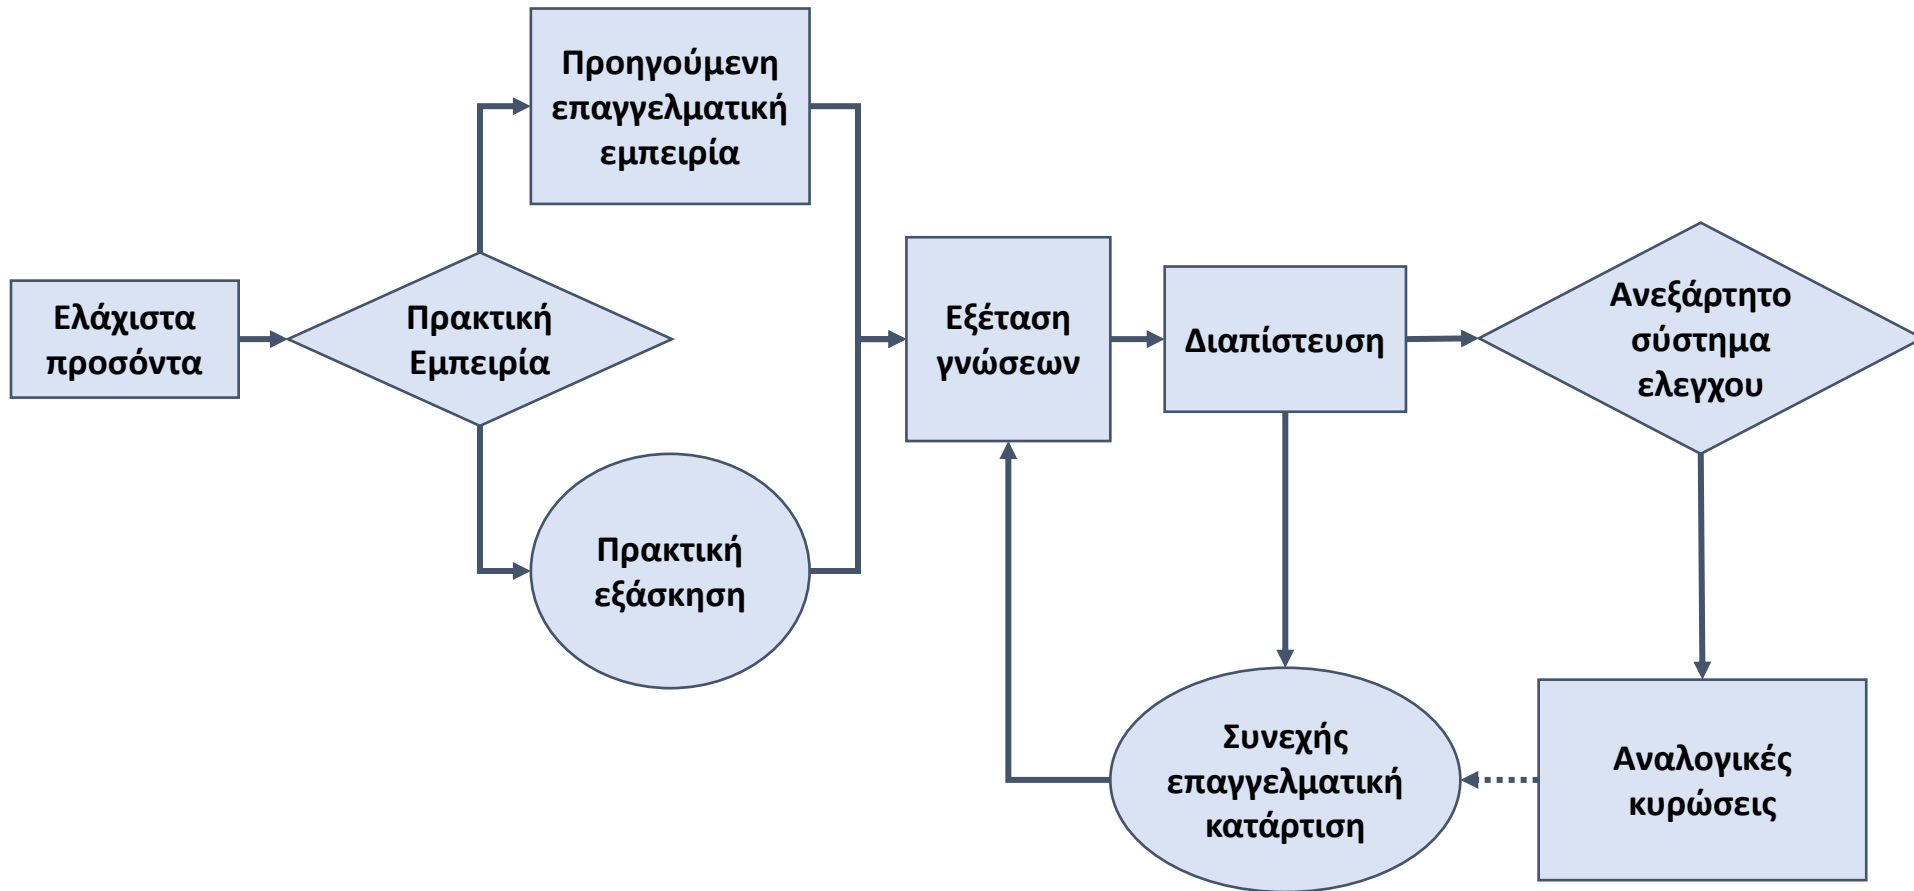 Προηγούμενη
επαγγελματική
εμπειρία
Ελάχιστα
προσόντα
Πρακτική
Εμπειρία
Εξέταση
γνώσεων
Διαπίστευση
Ανεξάρτητο
σύστημα
ελεγχου
Πρακτική
εξάσκηση
Συνεχής
επαγγελματική
κατάρτιση
Αναλογικές
κυρώσεις